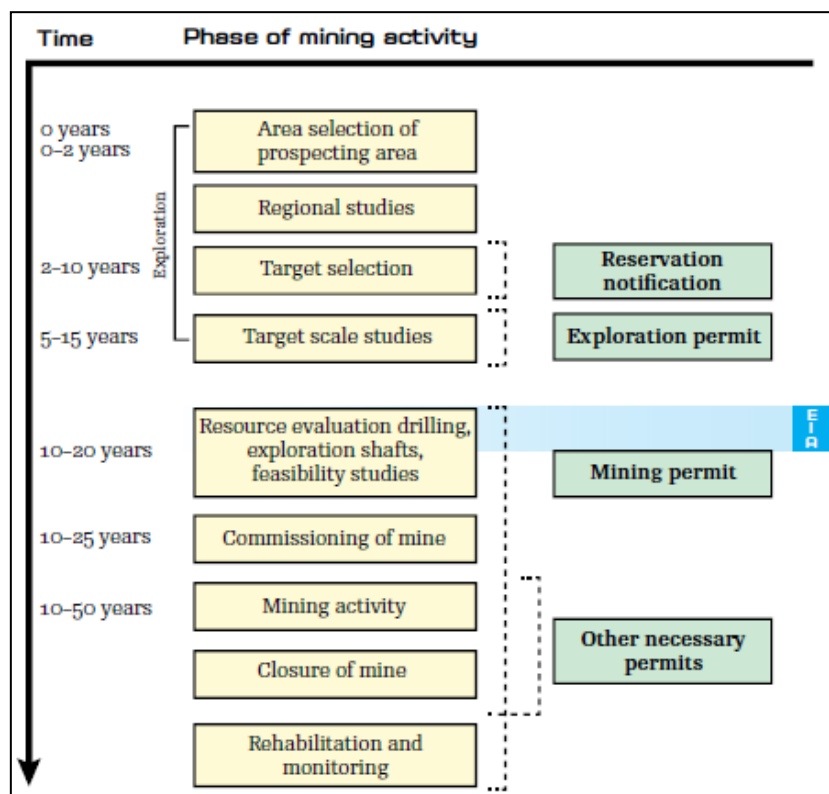 Time
Phase of mining activity
0 years
0–2 years
Exploration
Area selection of
prospecting area
Regional studies
2–10 years
Target selection
Reservation
notification
5–15 years
Target scale studies
Exploration permit
EIA
10–20 years
Resource evaluation drilling,
exploration shafts,
feasibility studies
Mining permit
10–25 years
Commissioning of mine
10–50 years
Mining activity
Other necessary
permits
Closure of mine
Rehabilitation and
monitoring